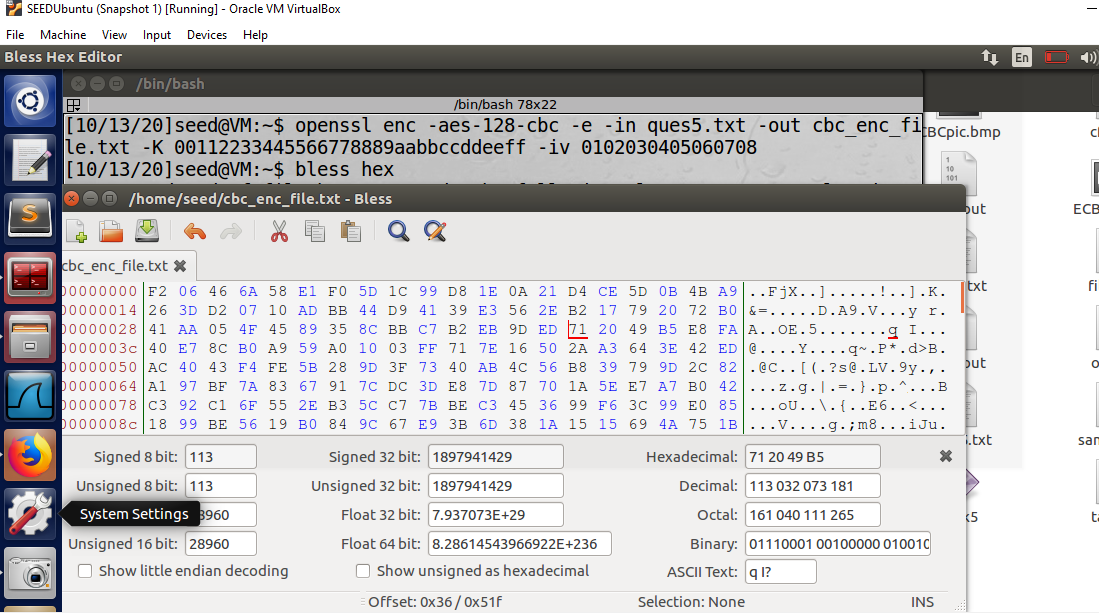 SEEDUbuntu (Snapshot 1) [Running] - Oracle VM VirtualBox
File Machine View Input Devices Help
Bless Hex Editor
En
/bin/bash
/bin/bash 78x22
[10/13/20]seed@VM:~$ openssl enc -aes-128-cbc -e -in ques5.txt -out cbc_enc_fi
le.txt -K 00112233445566778889aabbccddeeff -iv 0102030405060708
[10/13/20]seed@VM:~$ bless hex
CBCpic.bmp
/home/seed/cbc_enc_file.txt - Bless
cbc_enc_file.txt
00000000 F2 06 46 6A 58 E1 F0 5D 1C 99 D8 1E 0A 21 D4 CE 5D 0B 4B A9 ..FjX..].....!..].K.
00000014 26 3D D2 07 10 AD BB 44 D9 41 39 E3 56 2E B2 17 79 20 72 B0 &=.....D.A9.V...y r.
00000028 41 AA 05 4F 45 89 35 8C BB C7 B2 EB 9D ED 71 20 49 B5 E8 FA A..OE.5.......q I...
0000003c 40 E7 8C B0 A9 59 A0 10 03 FF 71 7E 16 50 2A A3 64 3E 42 ED @....Y....q~.P*.d>B.
00000050 AC 40 43 F4 FE 5B 28 9D 3F 73 40 AB 4C 56 B8 39 79 9D 2C 82 .@C..[(.?s@.LV.9y.,.
00000064 A1 97 BF 7A 83 67 91 7C DC 3D E8 7D 87 70 1A 5E E7 A7 B0 42 ...z.g.|.=.}.p.^...B
00000078 C3 92 C1 6F 55 2E B3 5C C7 7B BE C3 45 36 99 F6 3C 99 E0 85 ...oU..\.{..E6..<...
0000008c 18 99 BE 56 19 B0 84 9C 67 E9 3B 6D 38 1A 15 15 69 4A 75 1B ...V....g.;m8...iJu.
Signed 8 bit: 113 Signed 32 bit: 1897941429 Hexadecimal: 71 20 49 B5
Unsigned 8 bit: 113 Unsigned 32 bit: 1897941429 Decimal: 113 032 073 181
System Settings 8960 Float 32 bit: 7.937073E+29 Octal: 161 040 111 265
Unsigned 16 bit: 28960 Float 64 bit: 8.28614543966922E+236 Binary: 01110001 00100000 010010
Show little endian decoding Show unsigned as hexadecimal ASCII Text: q I?
Offset: 0x36 / 0x51f Selection: None INS